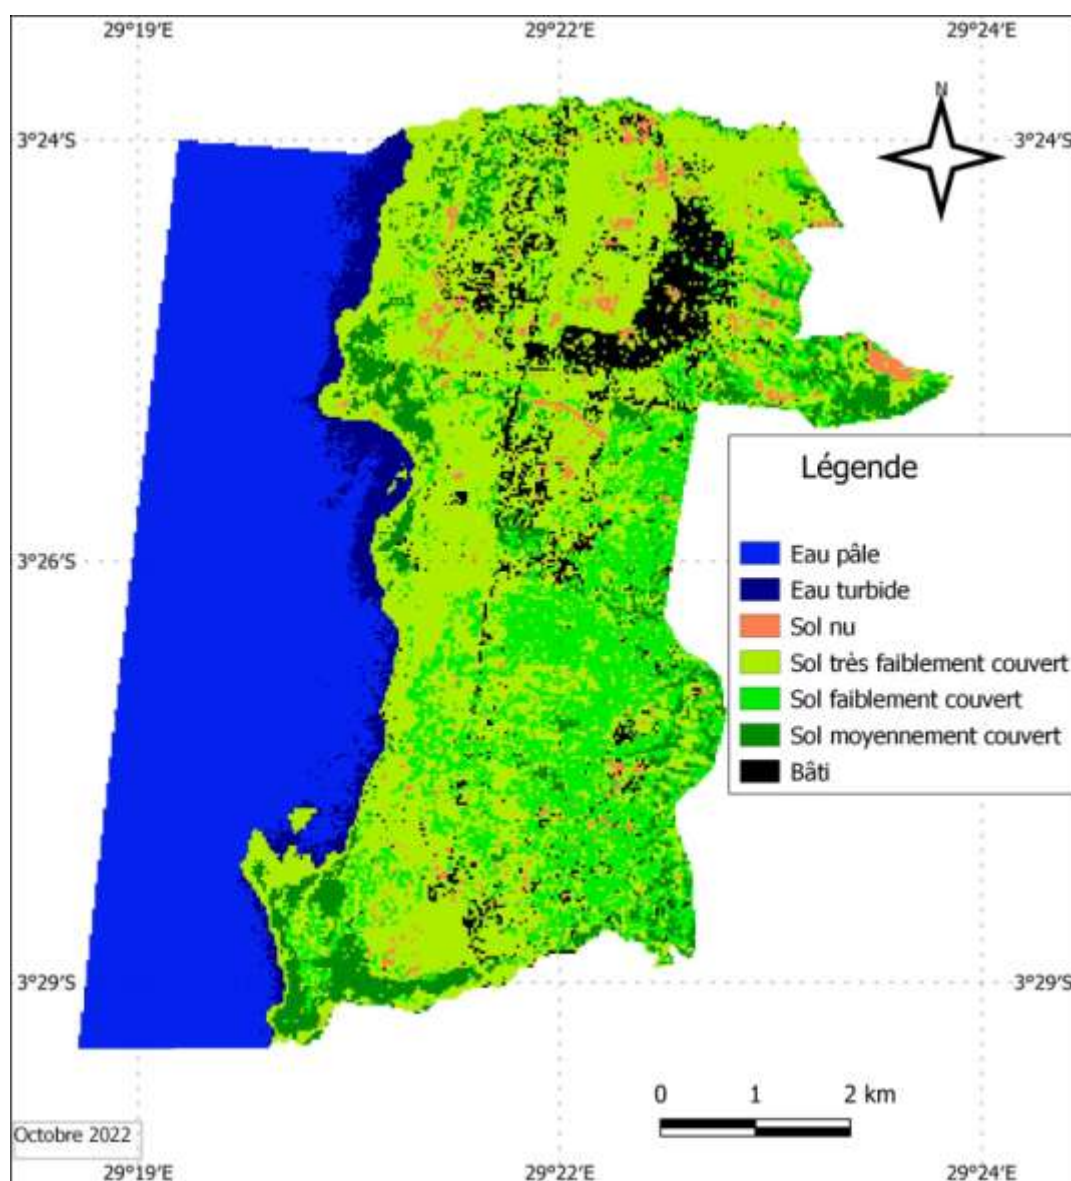 29°19'E 29°22'E 29°24'E
N
3°24'S 3°24'S
Légende
Eau pâle
3°26'S
Eau turbide
Sol nu
Sol très faiblement couvert
Sol faiblement couvert
Sol moyennement couvert
Bâti
3°29'S 3°29'S
0 1 2 km
Octobre 2022
29°19'E 29°22'E 29°24'E